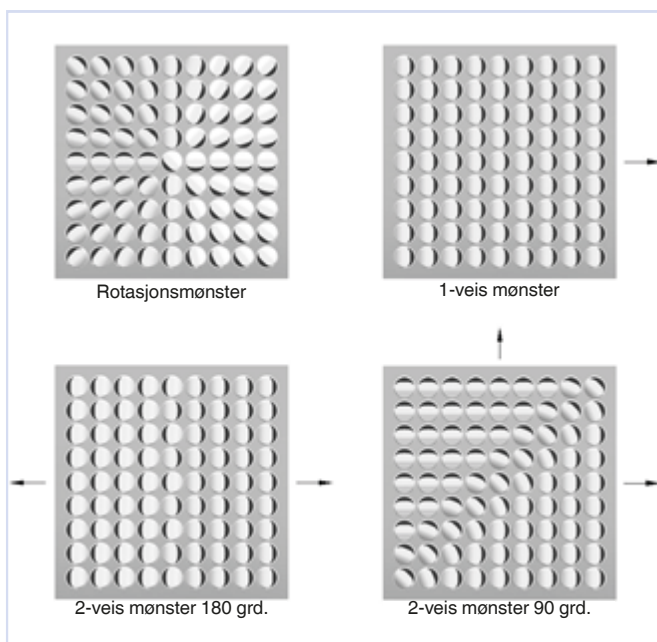 Rotasjonsmønster
1-veis mønster
2-veis mønster 180 grd.
2-veis mønster 90 grd.